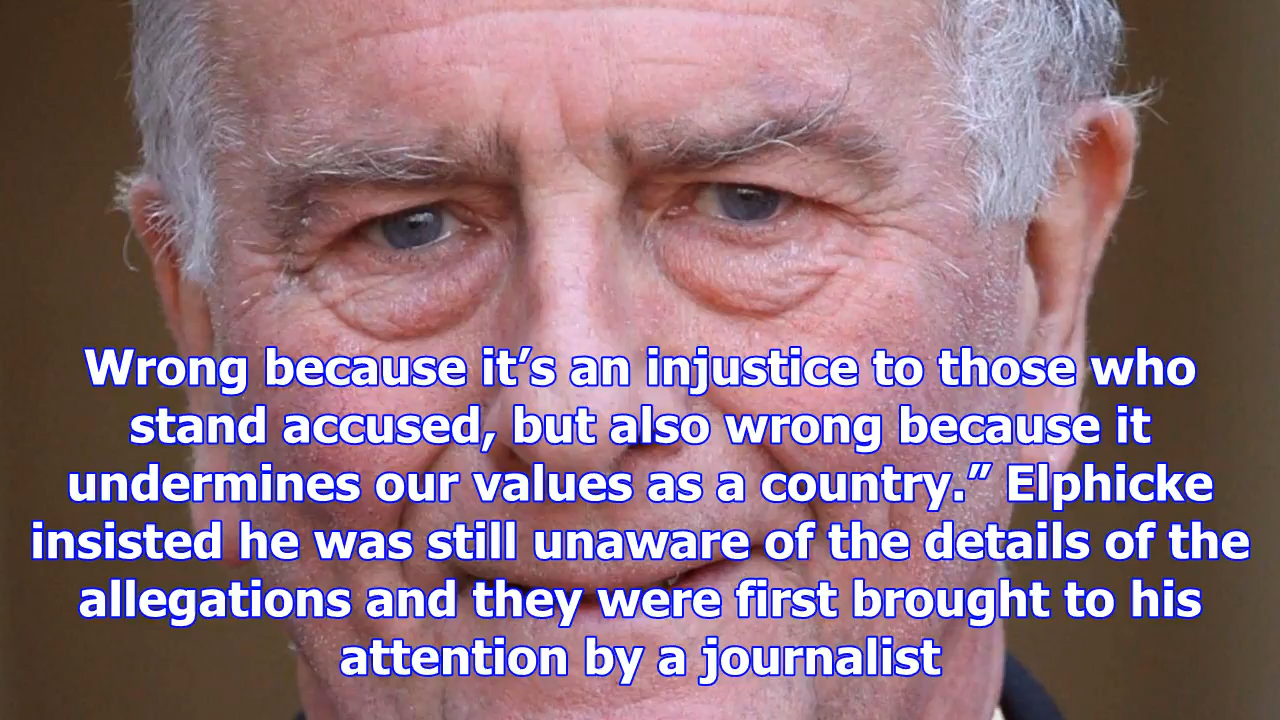 Wrong because it’s an injustice to those who
stand accused, but also wrong because it
undermines our values as a country.” Elphicke
insisted he was still unaware of the details of the
allegations and they were first brought to his
attention by a journalist